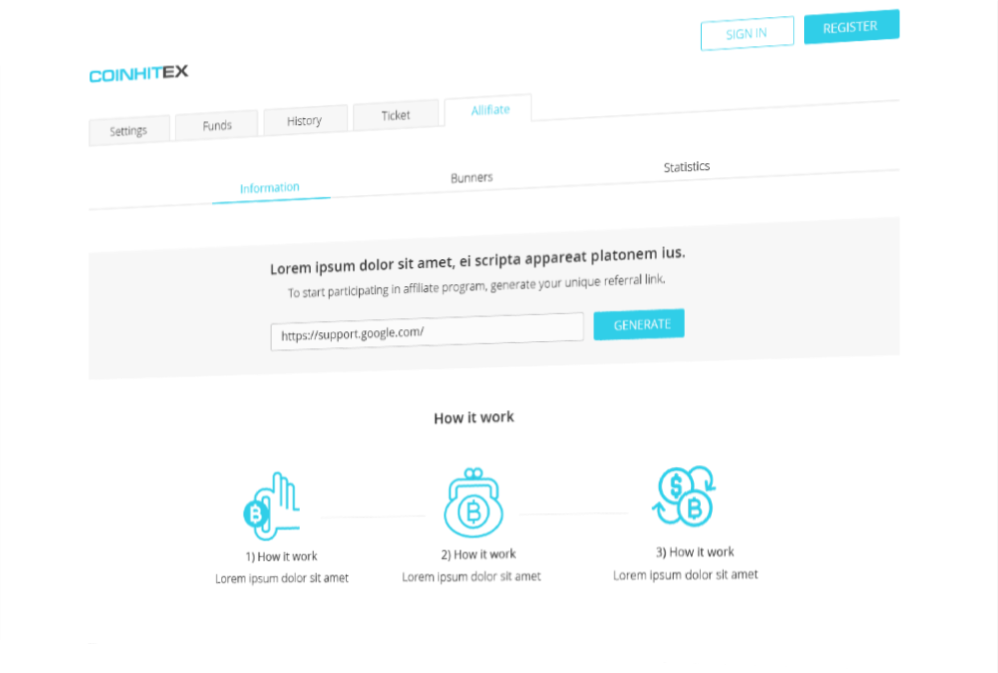 SIGN IN
REGISTER
COINHITEX
Settings
Funds
History
Ticket
Allifiate
Information
Bunners
Statistics
Lorem ipsum dolor sit amet, ei scripta appareat platonem ius.
To start participating in affiliate program, generate your unique referral link.
https://support.google.com/
GENERATE
How it work
1) How it work
Lorem ipsum dolor sit amet
2) How it work
Lorem ipsum dolor sit amet
3) How it work
Lorem ipsum dolor sit amet